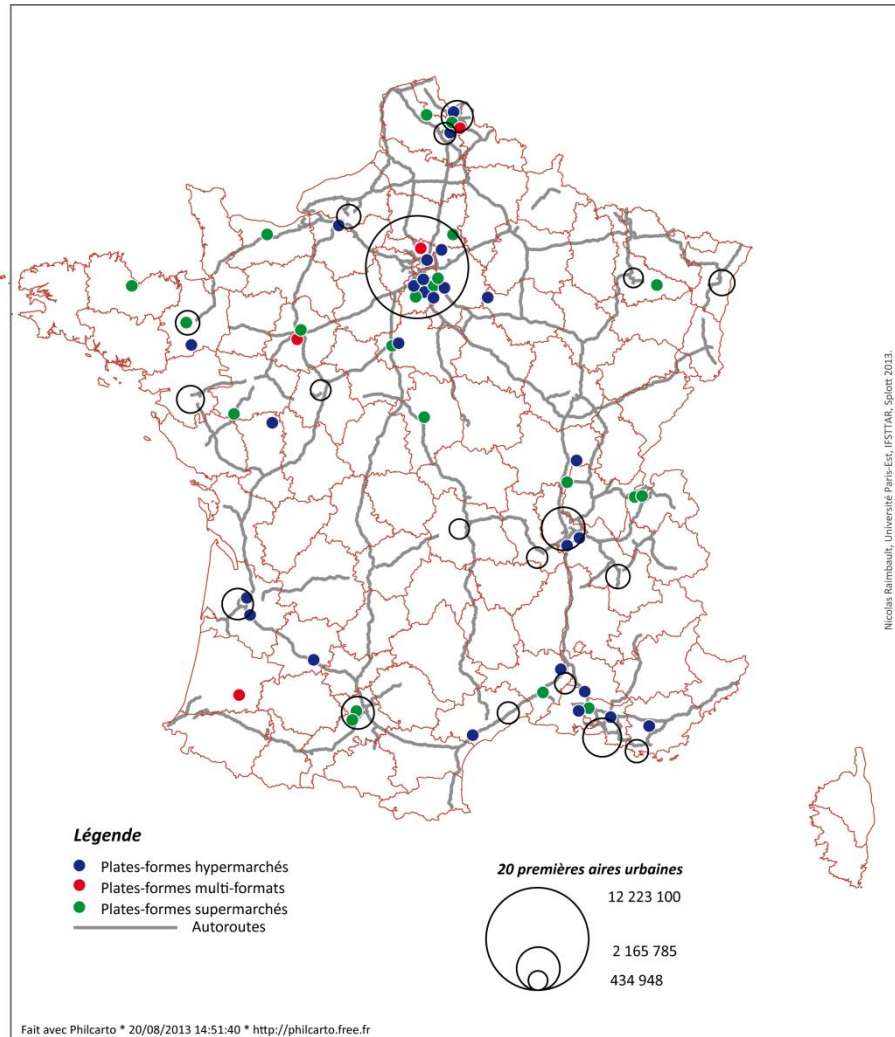 Nicolas Raimbault, Université Paris-Est, IFSTTAR, Splott 2013.
Légende
Plates-formes hypermarchés
Plates-formes multi-formats
Plates-formes supermarchés
Autoroutes
20 premières aires urbaines
12 223 100
2 165 785
434 948
Fait avec Philcarto * 20/08/2013 14:51:40 * http://philcarto.free.fr